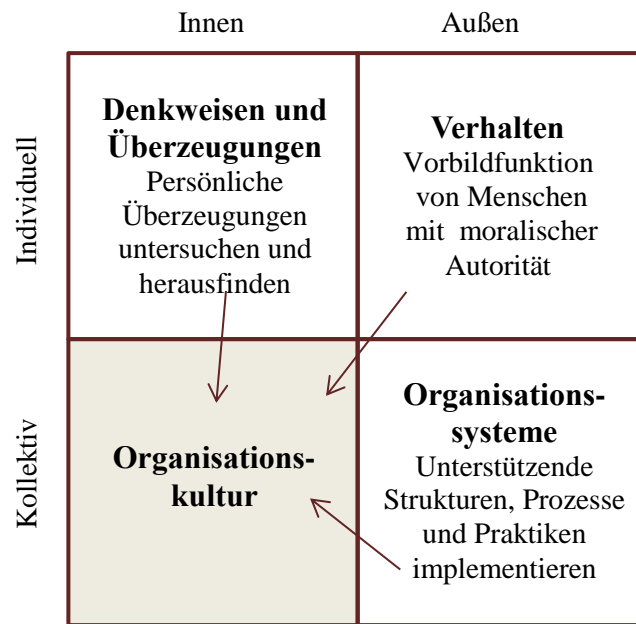 Innen
Außen
Individuell
Denkweisen und
Überzeugungen
Persönliche
Überzeugungen
untersuchen und
herausfinden
Verhalten
Vorbildfunktion
von Menschen
mit moralischer
Autorität
Kollektiv
Organisations-
kultur
Organisations-
systeme
Unterstützende
Strukturen, Prozesse
und Praktiken
implementieren